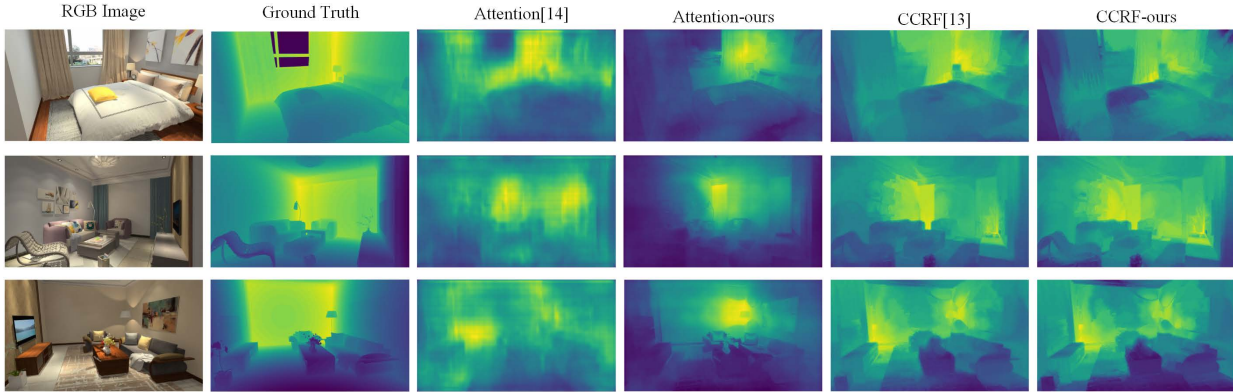 RGB Image
Ground Truth
Attention[14]
Attention-ours
CCRF[13]
CCRF-ours